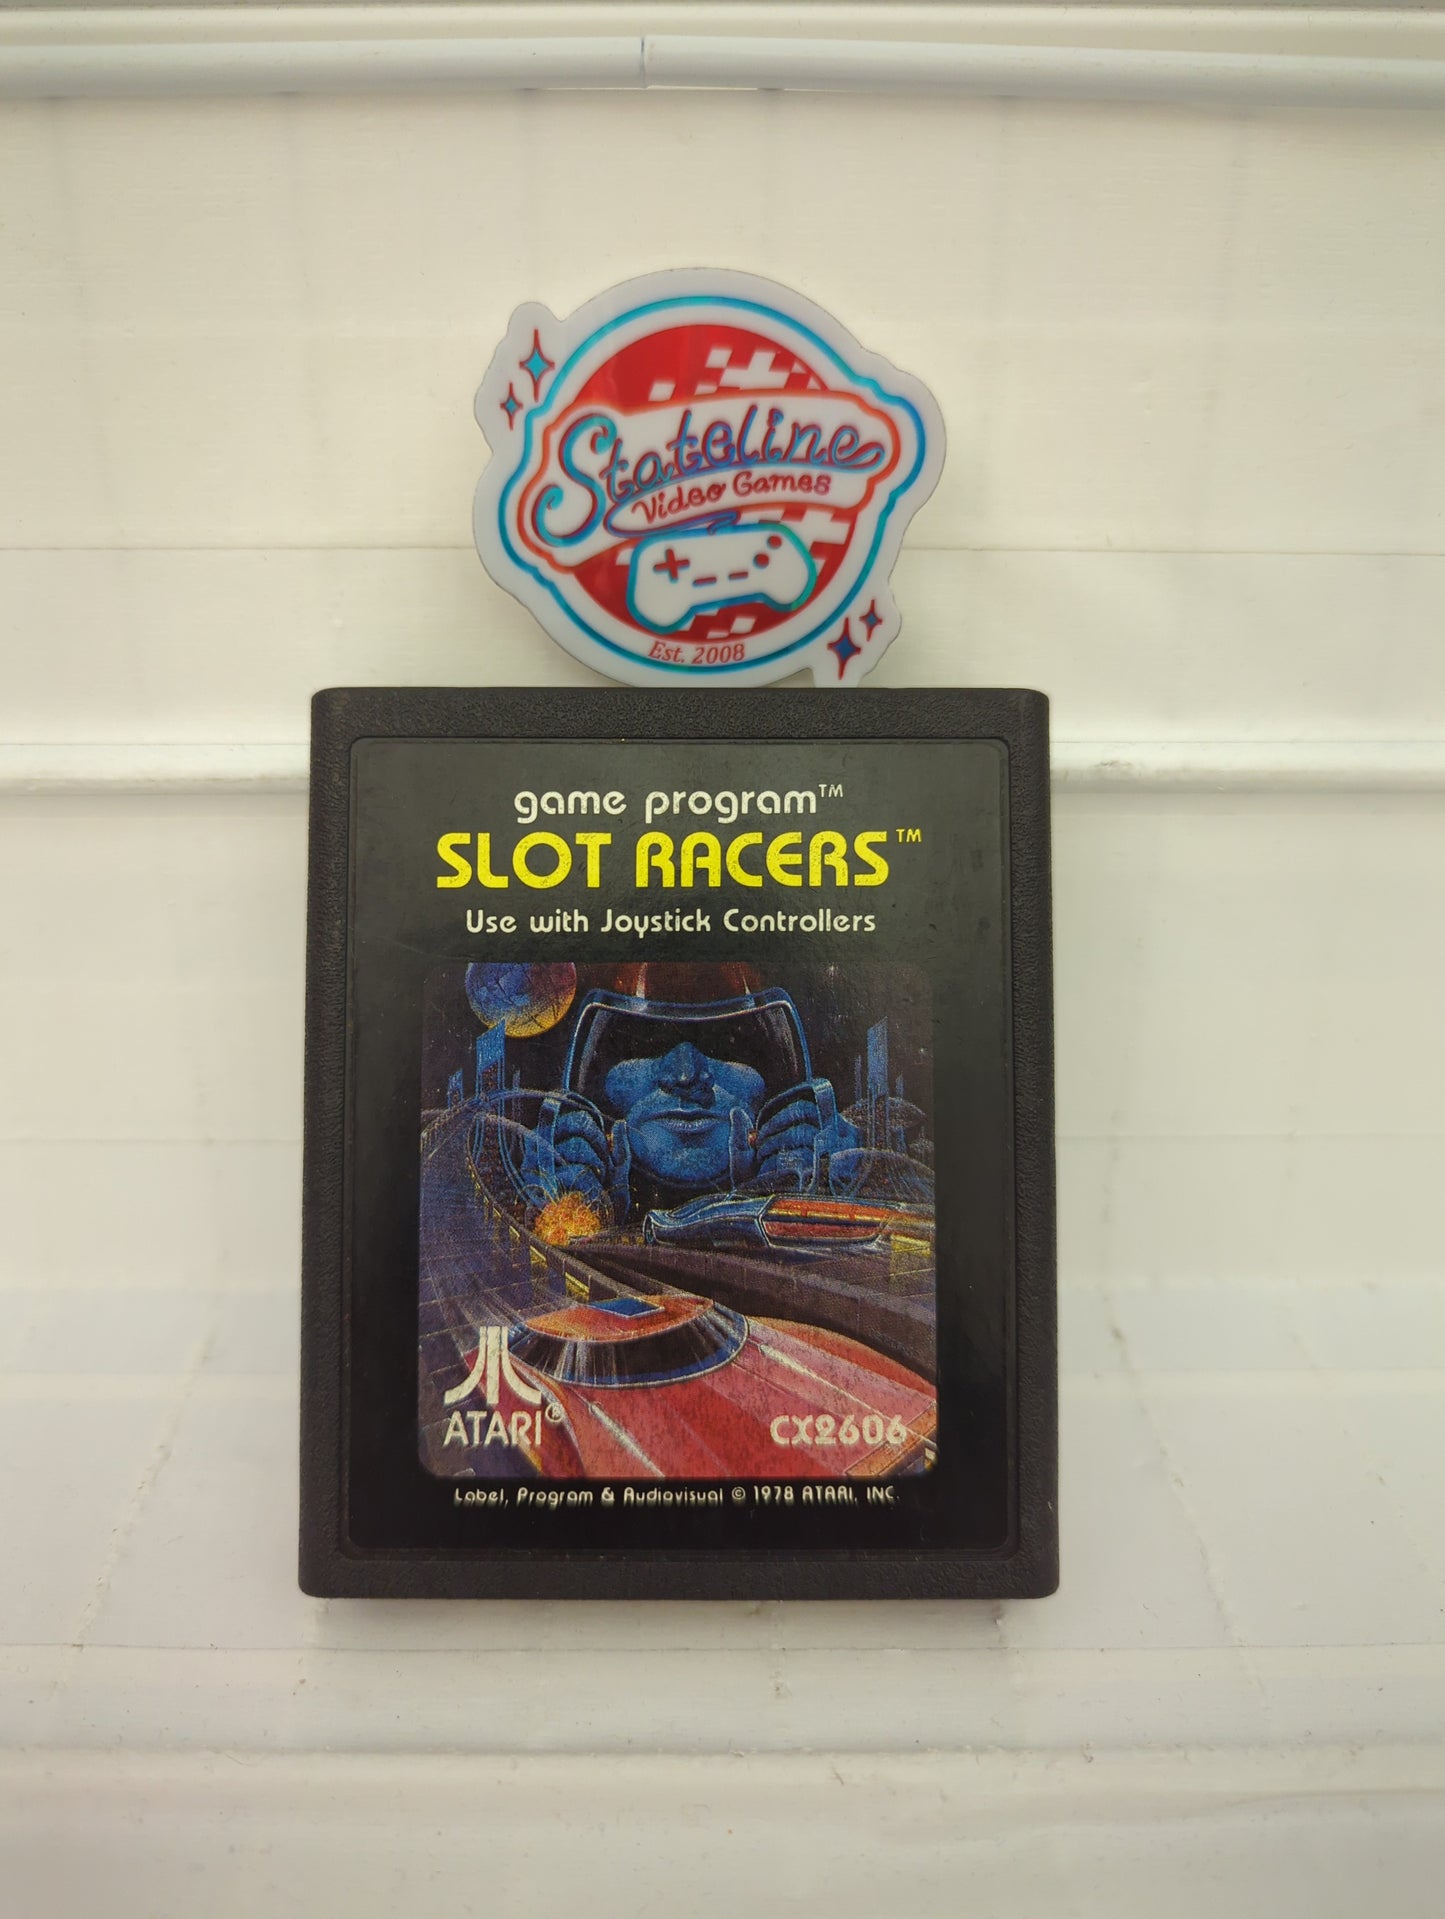 Stateline
Video Games
Est. 2008
game program™
SLOT RACERS™
Use with Joystick Controllers
ATARI®
CX2606
Label, Program & Audiovisual © 1978 ATARI, INC.